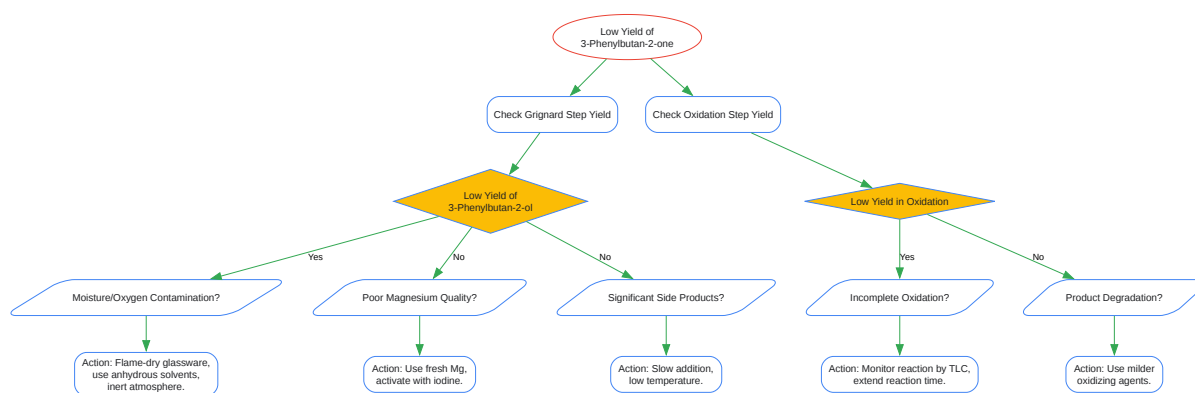 Low Yield of
3-Phenylbutan-2-one
Check Grignard Step Yield
Check Oxidation Step Yield
Low Yield of
3-Phenylbutan-2-ol
Low Yield in Oxidation
Yes
No
No
Yes
No
Moisture/Oxygen Contamination?
Poor Magnesium Quality?
Significant Side Products?
Incomplete Oxidation?
Product Degradation?
Action: Flame-dry glassware,
use anhydrous solvents,
inert atmosphere.
Action: Use fresh Mg,
activate with iodine.
Action: Slow addition,
low temperature.
Action: Monitor reaction by TLC,
extend reaction time.
Action: Use milder
oxidizing agents.